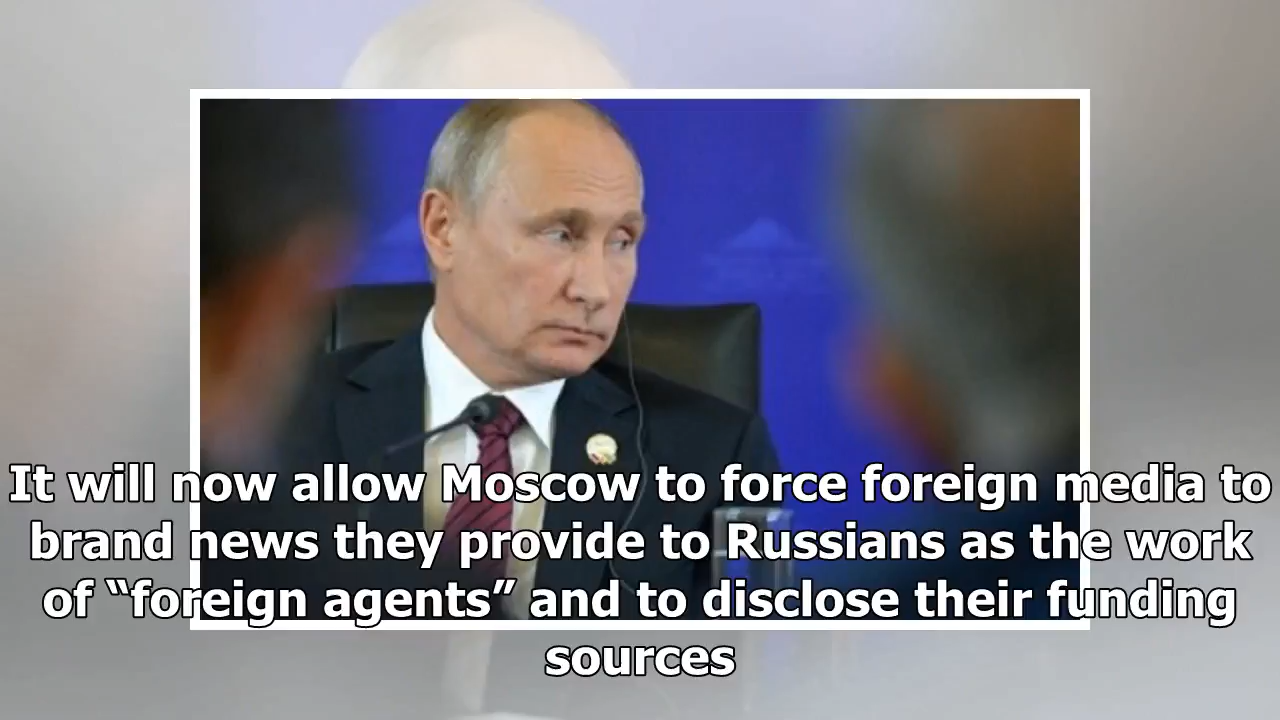 It will now allow Moscow to force foreign media to
brand news they provide to Russians as the work
of “foreign agents” and to disclose their funding
sources